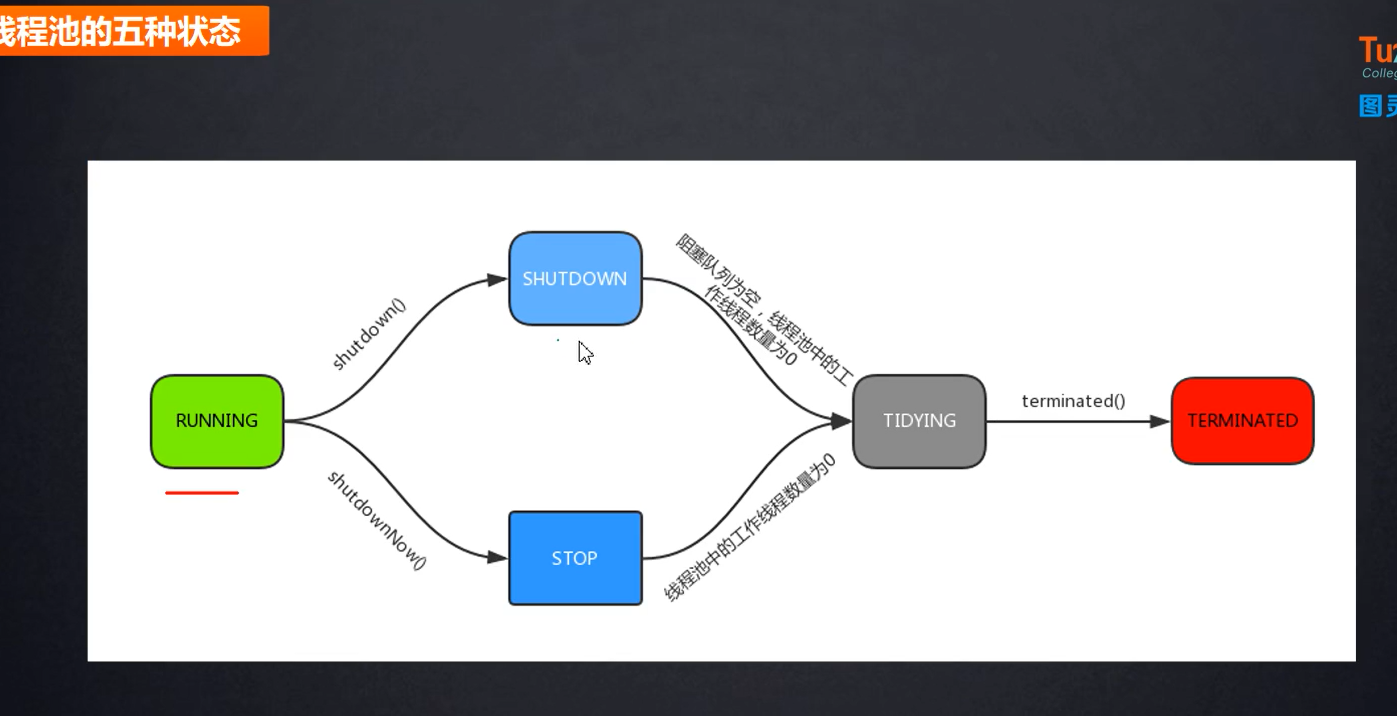 线程池的五种状态
Tu
Colleg
图灵
SHUTDOWN
阻塞队列为空，线程池中的工
作线程数量为0
shutdown()
RUNNING
TIDYING
terminated()
TERMINATED
shutdownNow()
线程池中的工作线程数量为0
STOP